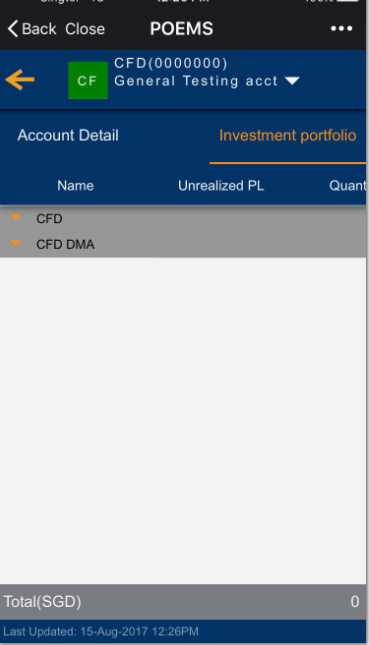 Back Close POEMS
CFD(0000000)
CF General Testing acct
Account Detail Investment portfolio
Name Unrealized PL Quant
CFD
CFD DMA
Total(SGD) 0
Last Updated: 15-Aug-2017 12:26PM